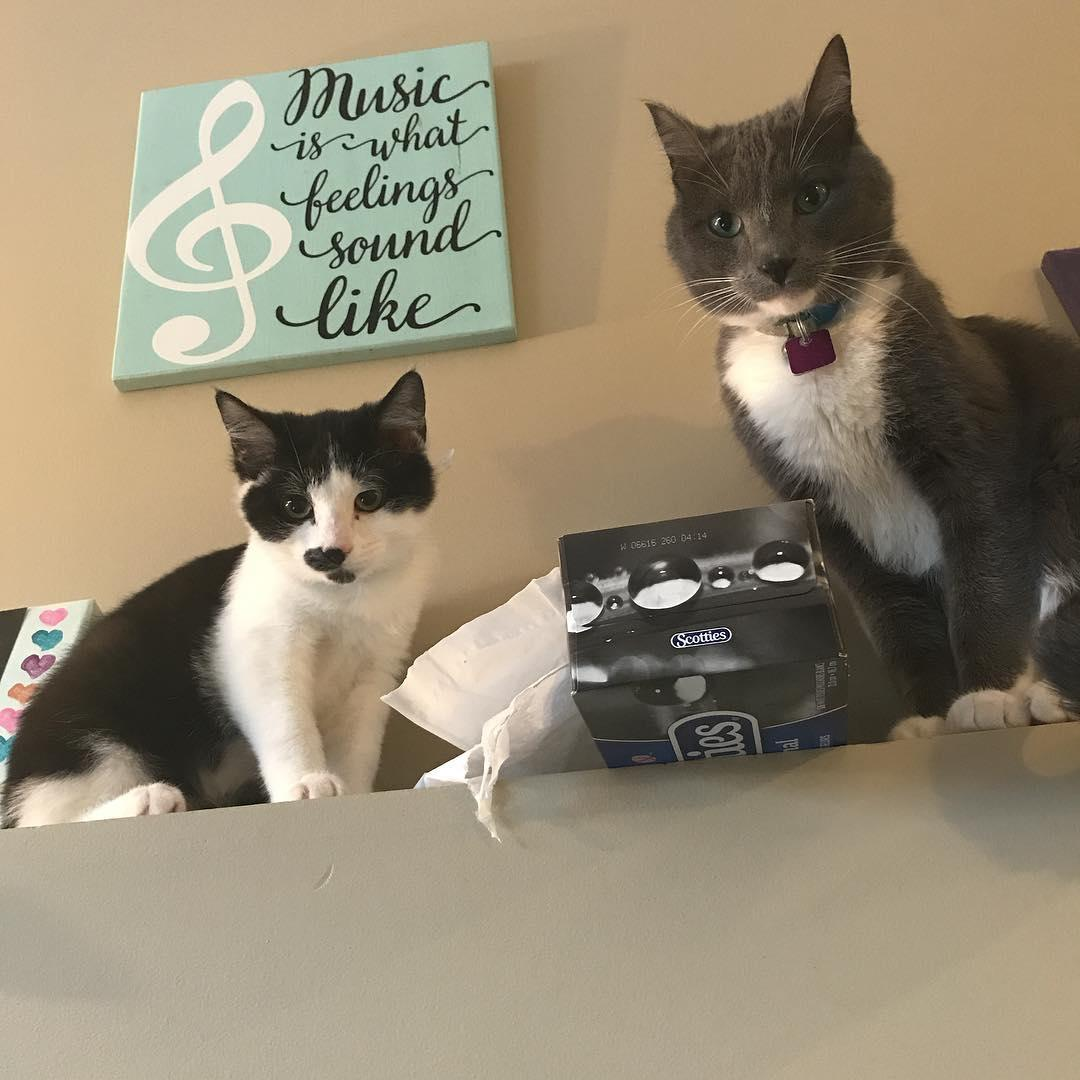 Music
is what
feelings
sound
like
W 06616 260 04:14
Scotties